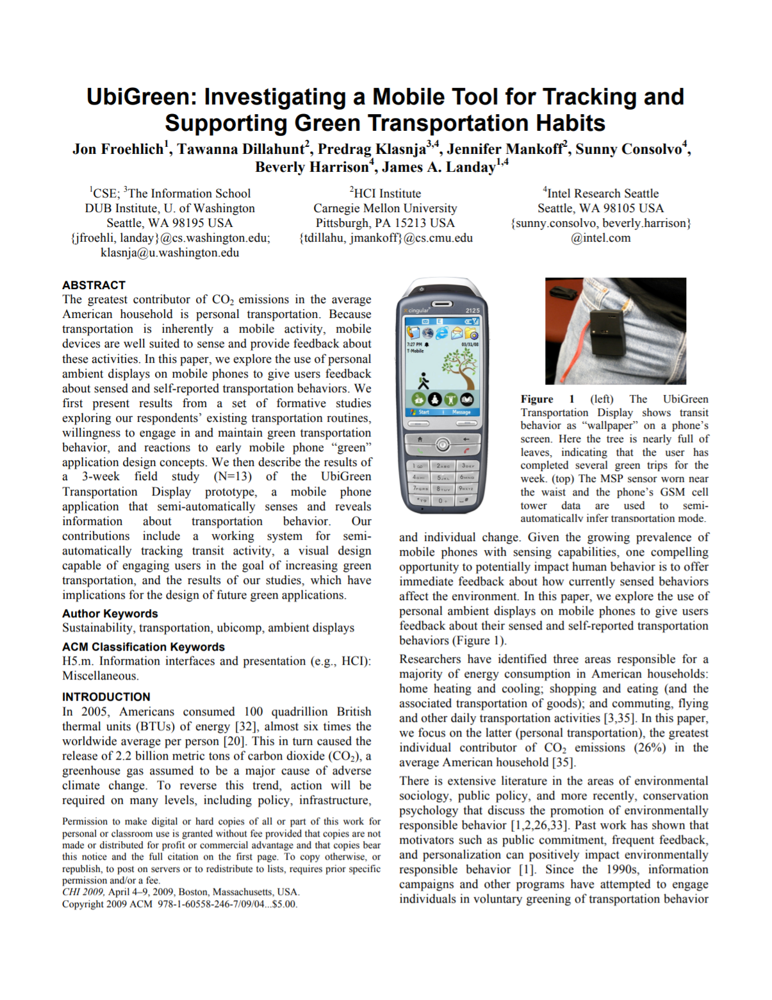 UbiGreen: Investigating a Mobile Tool for Tracking and
Supporting Green Transportation Habits
Jon Froehlich1, Tawanna Dillahunt2, Predrag Klasnja3,4, Jennifer Mankoff2, Sunny Consolvo4,
Beverly Harrison4, James A. Landay1,4
1CSE; 3The Information School
DUB Institute, U. of Washington
Seattle, WA 98195 USA
{jfroehli, landay}@cs.washington.edu;
klasnja@u.washington.edu
2HCI Institute
Carnegie Mellon University
Pittsburgh, PA 15213 USA
{tdillahu, jmankoff}@cs.cmu.edu
4Intel Research Seattle
Seattle, WA 98105 USA
{sunny.consolvo, beverly.harrison}
@intel.com
ABSTRACT
The greatest contributor of CO2 emissions in the average
American household is personal transportation. Because
transportation is inherently a mobile activity, mobile
devices are well suited to sense and provide feedback about
these activities. In this paper, we explore the use of personal
ambient displays on mobile phones to give users feedback
about sensed and self-reported transportation behaviors. We
first present results from a set of formative studies
exploring our respondents' existing transportation routines,
willingness to engage in and maintain green transportation
behavior, and reactions to early mobile phone “green”
application design concepts. We then describe the results of
a 3-week field study (N=13) of the UbiGreen
Transportation Display prototype, a mobile phone
application that semi-automatically senses and reveals
information about transportation behavior. Our
contributions include a working system for semi-
automatically tracking transit activity, a visual design
capable of engaging users in the goal of increasing green
transportation, and the results of our studies, which have
implications for the design of future green applications.
Author Keywords
Sustainability, transportation, ubicomp, ambient displays
ACM Classification Keywords
H5.m. Information interfaces and presentation (e.g., HCI):
Miscellaneous.
INTRODUCTION
In 2005, Americans consumed 100 quadrillion British
thermal units (BTUs) of energy [32], almost six times the
worldwide average per person [20]. This in turn caused the
release of 2.2 billion metric tons of carbon dioxide (CO2), a
greenhouse gas assumed to be a major cause of adverse
climate change. To reverse this trend, action will be
required on many levels, including policy, infrastructure,
Permission to make digital or hard copies of all or part of this work for
personal or classroom use is granted without fee provided that copies are not
made or distributed for profit or commercial advantage and that copies bear
this notice and the full citation on the first page. To copy otherwise, or
republish, to post on servers or to redistribute to lists, requires prior specific
permission and/or a fee.
CHI 2009, April 4–9, 2009, Boston, Massachusetts, USA.
Copyright 2009 ACM 978-1-60558-246-7/09/04...$5.00.
cingular 2125
7:27 PM 03/31/08
T-Mobile
Start Message
Figure 1 (left) The UbiGreen
Transportation Display shows transit
behavior as “wallpaper” on a phone's
screen. Here the tree is nearly full of
leaves, indicating that the user has
completed several green trips for the
week. (top) The MSP sensor worn near
the waist and the phone's GSM cell
tower data are used to semi-
automatically infer transportation mode.
and individual change. Given the growing prevalence of
mobile phones with sensing capabilities, one compelling
opportunity to potentially impact human behavior is to offer
immediate feedback about how currently sensed behaviors
affect the environment. In this paper, we explore the use of
personal ambient displays on mobile phones to give users
feedback about their sensed and self-reported transportation
behaviors (Figure 1).
Researchers have identified three areas responsible for a
majority of energy consumption in American households:
home heating and cooling; shopping and eating (and the
associated transportation of goods); and commuting, flying
and other daily transportation activities [3,35]. In this paper,
we focus on the latter (personal transportation), the greatest
individual contributor of CO2 emissions (26%) in the
average American household [35].
There is extensive literature in the areas of environmental
sociology, public policy, and more recently, conservation
psychology that discuss the promotion of environmentally
responsible behavior [1,2,26,33]. Past work has shown that
motivators such as public commitment, frequent feedback,
and personalization can positively impact environmentally
responsible behavior [1]. Since the 1990s, information
campaigns and other programs have attempted to engage
individuals in voluntary greening of transportation behavior